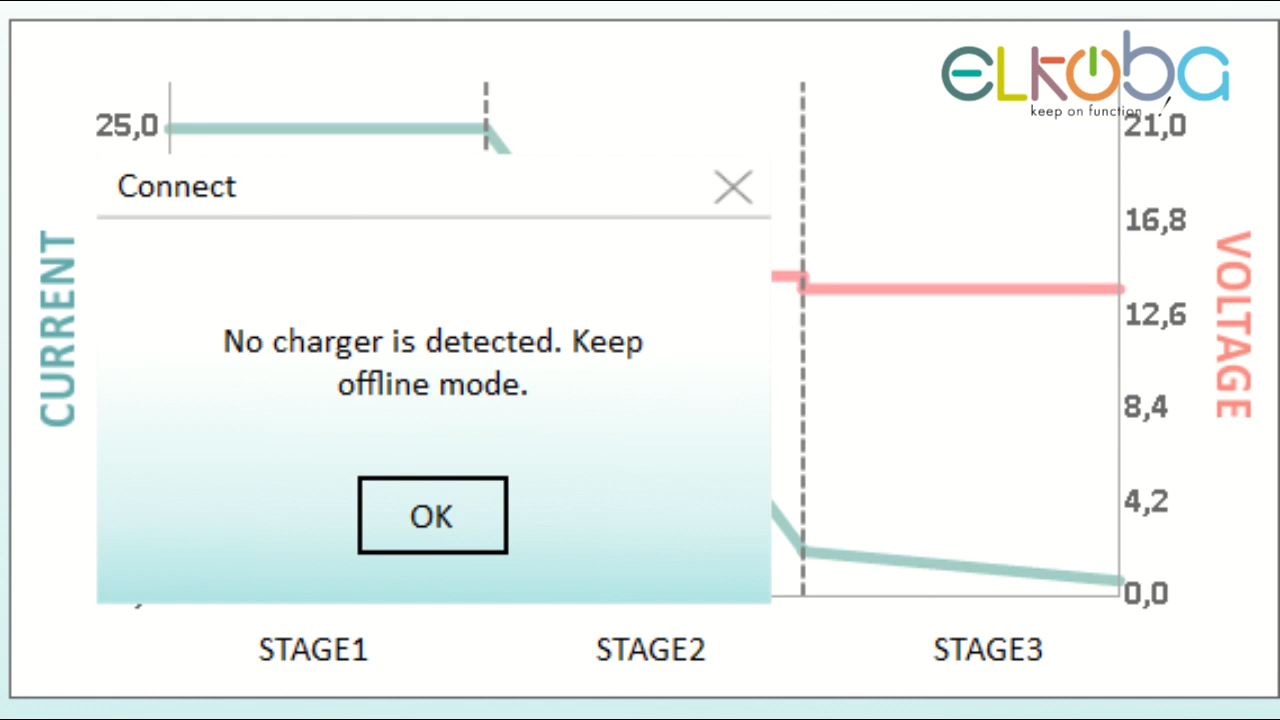 ELKOBA
keep on function
25,0
21,0
Connect
16,8
CURRENT
VOLTAGE
12,6
No charger is detected. Keep
offline mode.
8,4
4,2
OK
0,0
STAGE1
STAGE2
STAGE3